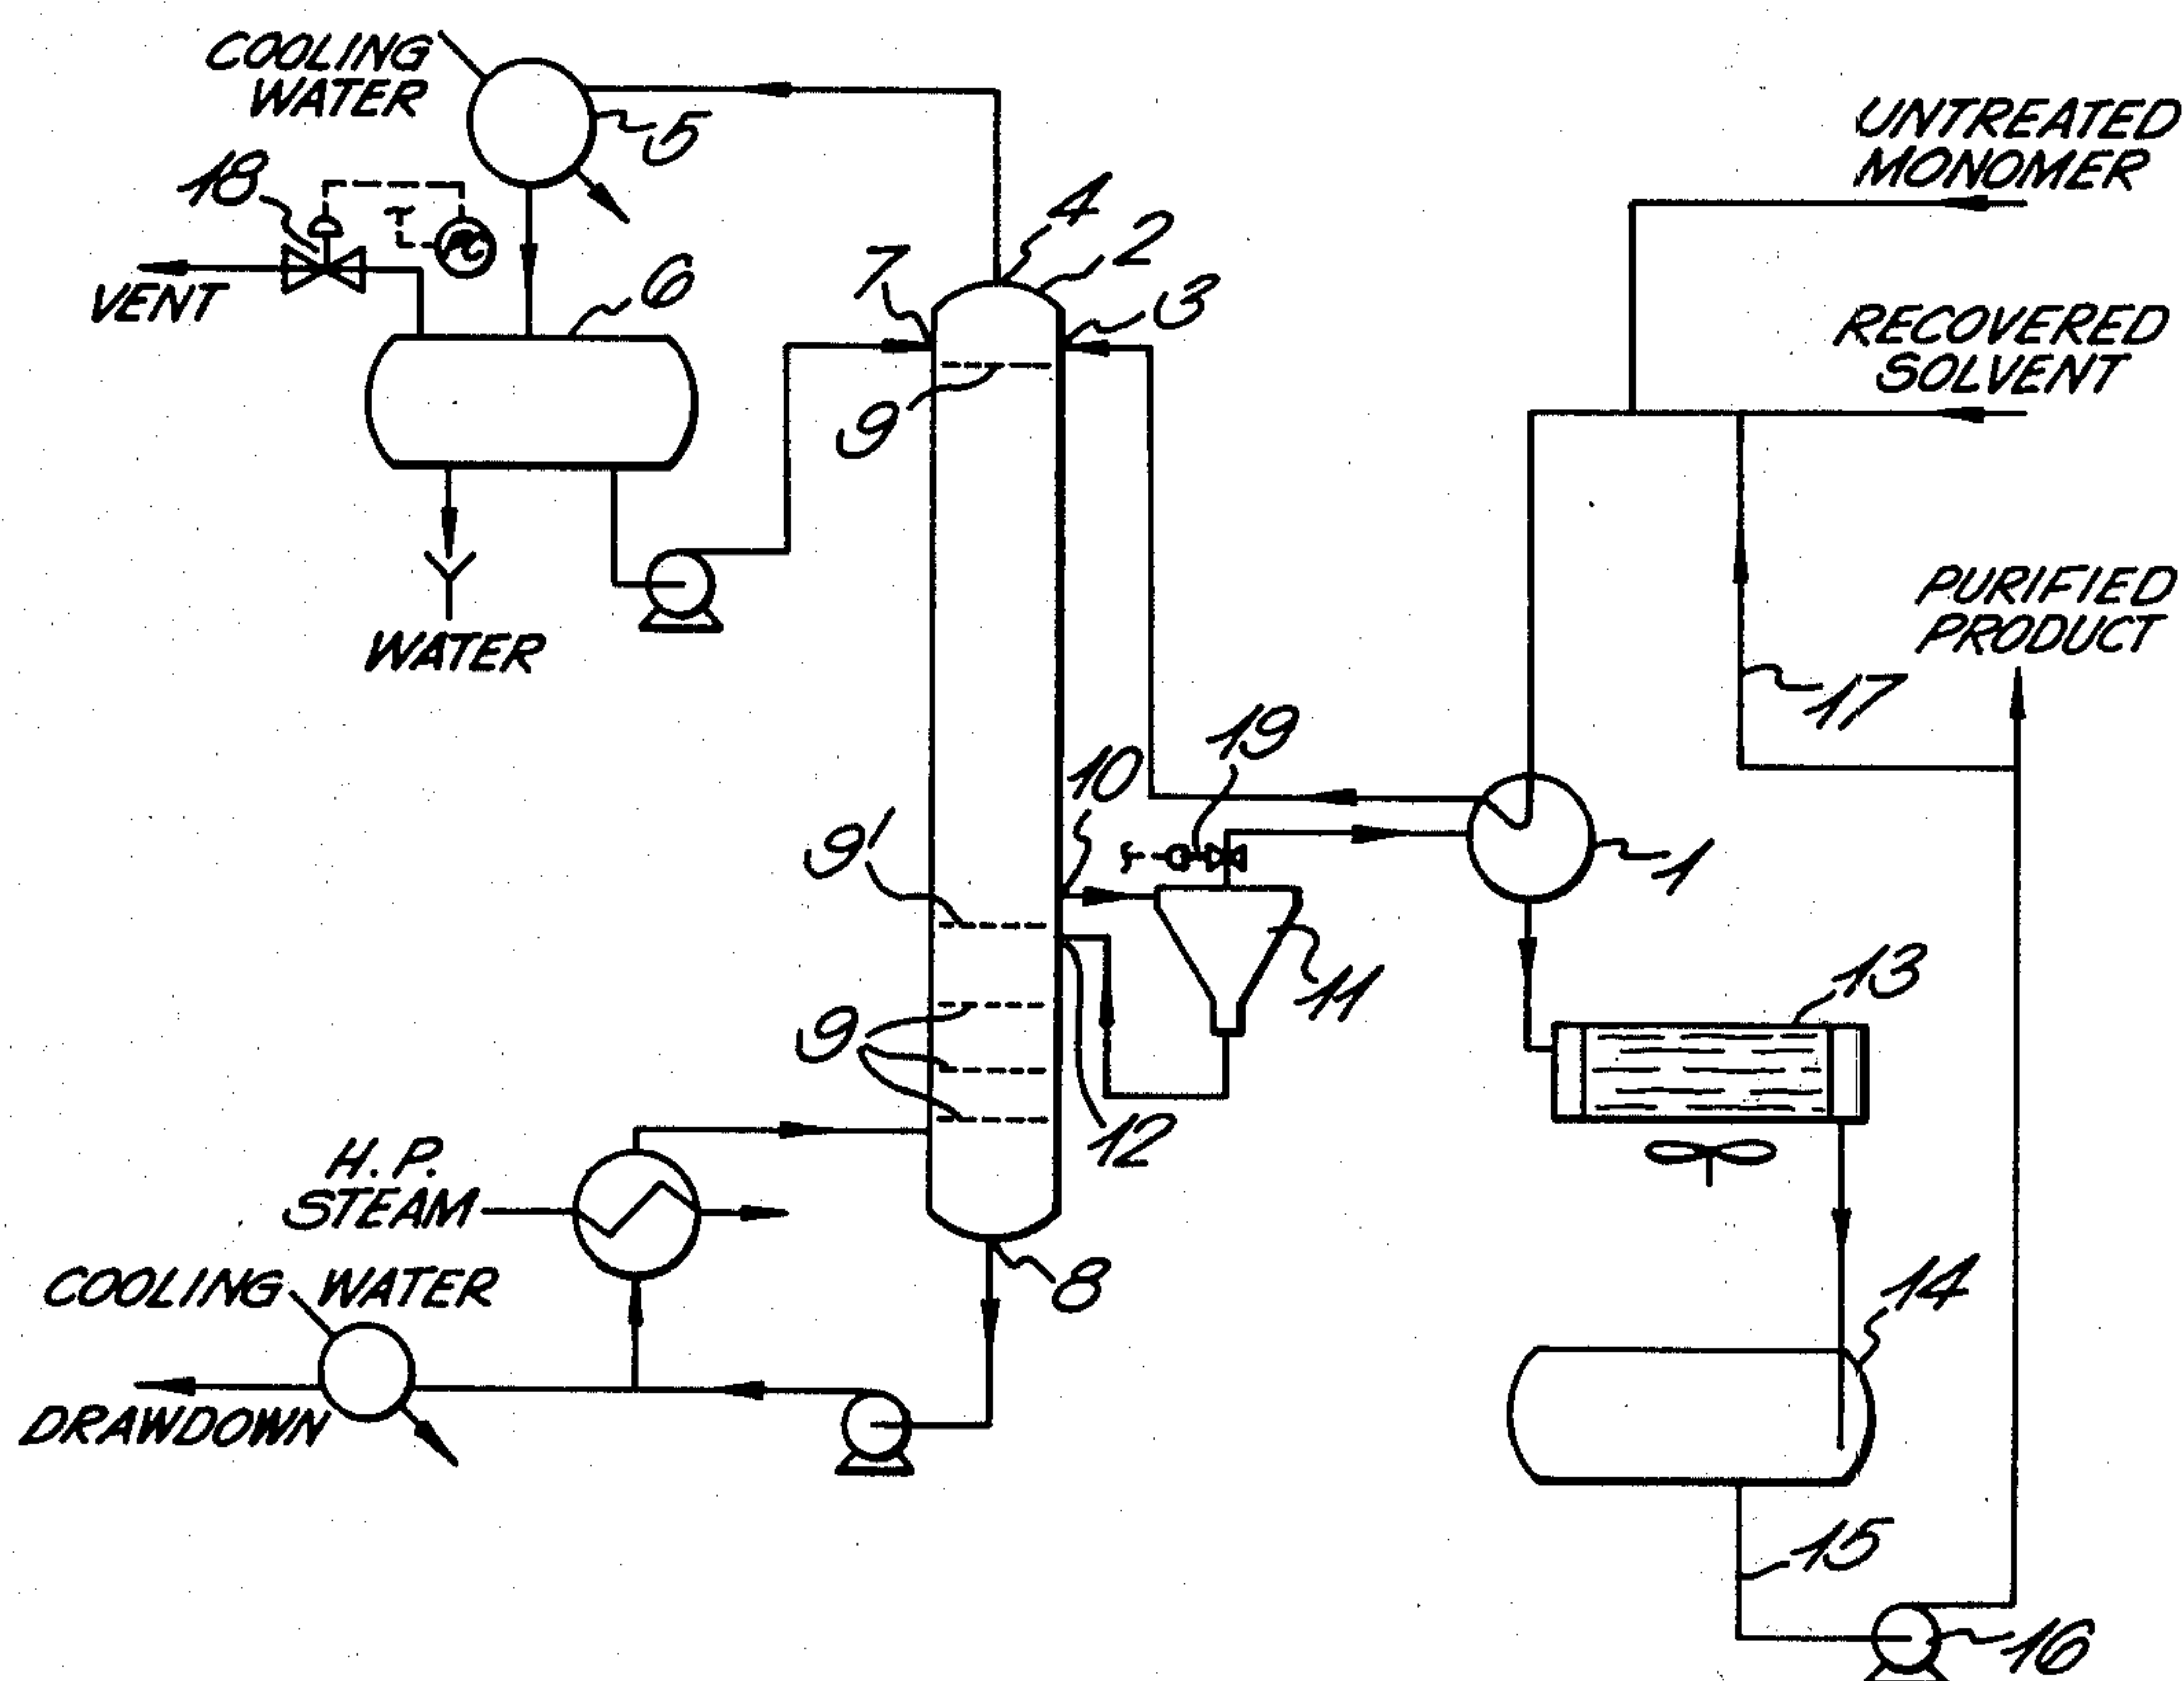 COOLING
WATER
5
UNTREATED
MONOMER
18
4
2
7
3
6
VENT
RECOVERED
SOLVENT
9
PURIFIED
PRODUCT
WATER
17
19
10
9'
1
11
13
9
12
H. P.
STEAM
8
COOLING WATER
14
DRAWDOWN
15
16